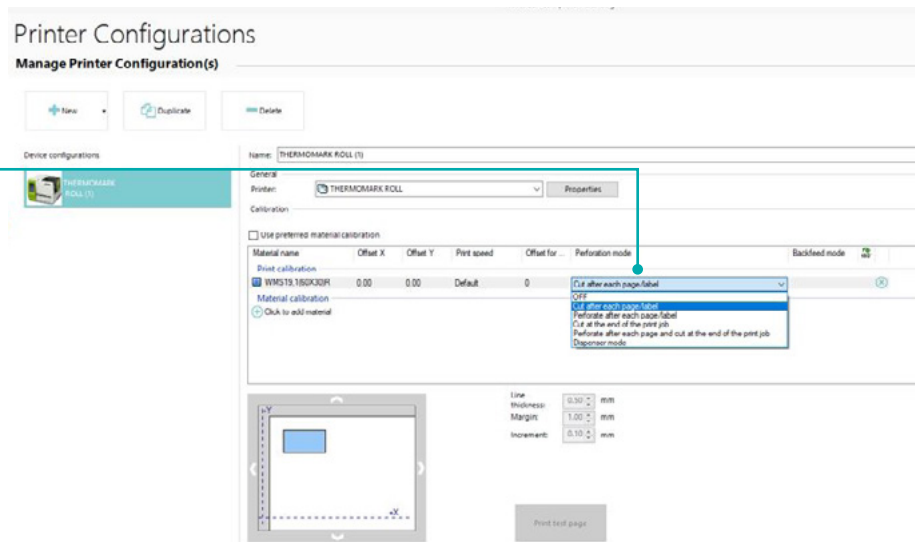 Printer Configurations
Manage Printer Configuration(s)
New Duplicate Delete
Device configurations
Name: THERMOMARK ROLL (1)
THERMOMARK
ROLL (1)
General
Printer: THERMOMARK ROLL Properties
Calibration
Use preferred material calibration
Material name Offset X Offset Y Print speed Offset for ... Perforation mode Backfeed mode
Print calibration
0.00 0.00 Default 0 Cut after each page/label
Material calibration
Click to add material
OFF
Cut after each page/label
Perforate after each page/label
Cut at the end of the print job
Perforate after each page and cut at the end of the print job
Dispenser mode
Line
thickness: 0.50 mm
Margin: 1.00 mm
Increment: 0.10 mm
+Y
+X
Print test page